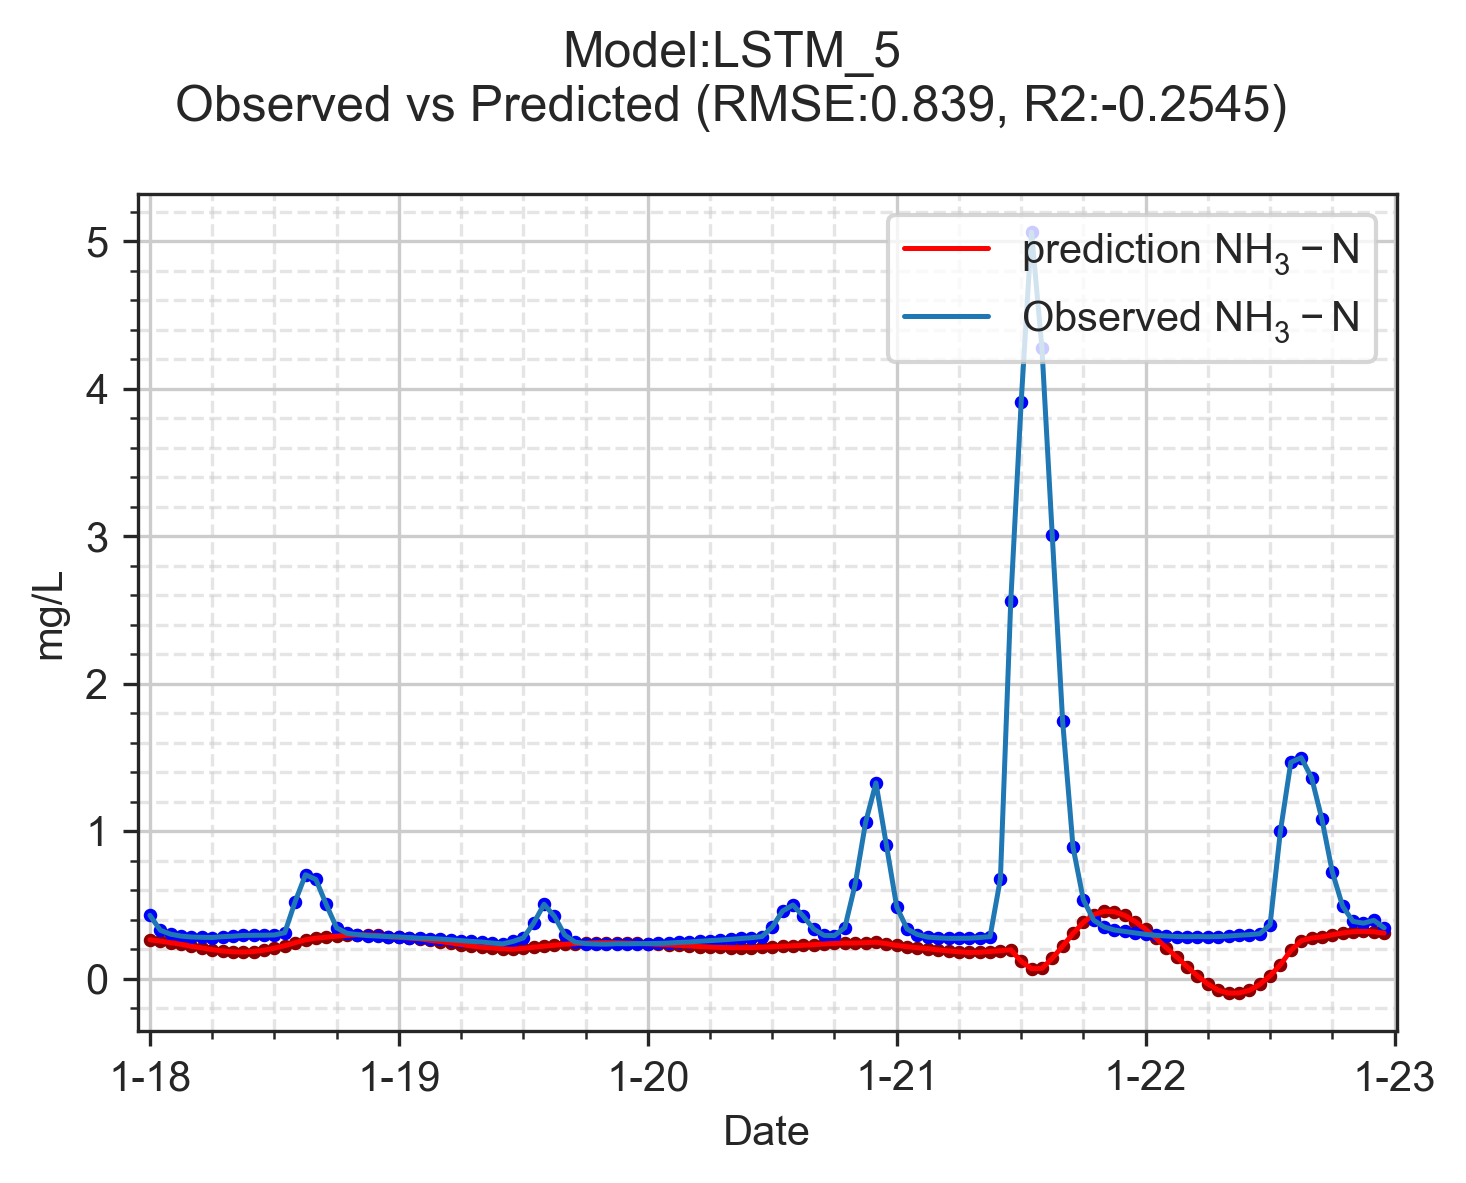 Model:LSTM_5
Observed vs Predicted (RMSE:0.839, R2:-0.2545)
prediction NH₃ − N
Observed NH₃ − N
5
4
3
2
1
0
mg/L
1-18 1-19 1-20 1-21 1-22 1-23
Date